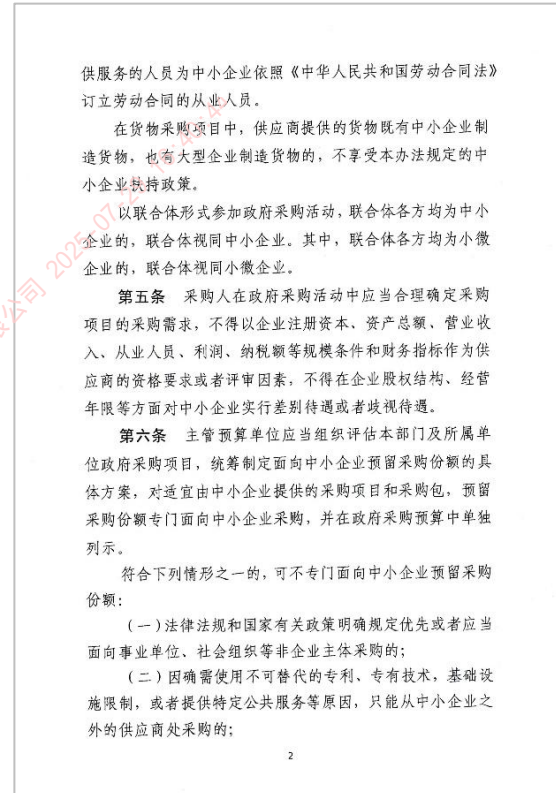 供服务的人员为中小企业依照《中华人民共和国劳动合同法》
订立劳动合同的从业人员。
在货物采购项目中，供应商提供的货物既有中小企业制
造货物，也有大型企业制造货物的，不享受本办法规定的中
小企业扶持政策。
以联合体形式参加政府采购活动，联合体各方均为中小
企业的，联合体视同中小企业。其中，联合体各方均为小微
企业的，联合体视同小微企业。
第五条 采购人在政府采购活动中应当合理确定采购
项目的采购需求，不得以企业注册资本、资产总额、营业收
入、从业人员、利润、纳税额等规模条件和财务指标作为供
应商的资格要求或者评审因素，不得在企业股权结构、经营
年限等方面对中小企业实行差别待遇或者歧视待遇。
第六条 主管预算单位应当组织评估本部门及所属单
位政府采购项目，统筹制定面向中小企业预留采购份额的具
体方案，对适宜由中小企业提供的采购项目和采购包，预留
采购份额专门面向中小企业采购，并在政府采购预算中单独
列示。
符合下列情形之一的，可不专门面向中小企业预留采购
份额：
（一）法律法规和国家有关政策明确规定优先或者应当
面向事业单位、社会组织等非企业主体采购的；
（二）因确需使用不可替代的专利、专有技术，基础设
施限制，或者提供特定公共服务等原因，只能从中小企业之
外的供应商处采购的；
2
公司 2025-07-2